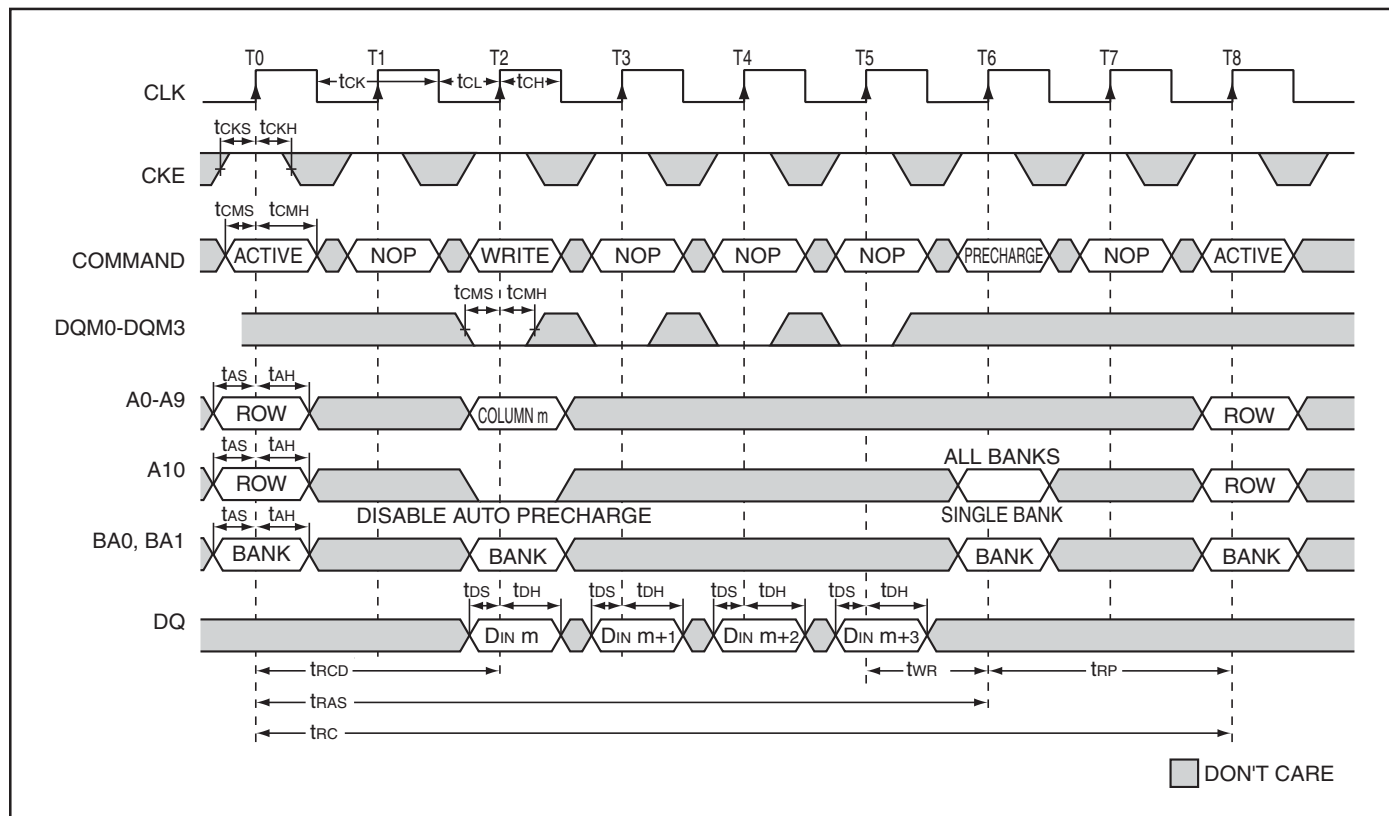 T0 T1 T2 T3 T4 T5 T6 T7 T8
CLK tCK tCL tCH
tCKS tCKH
CKE
tCMS tCMH
COMMAND ACTIVE NOP WRITE NOP NOP NOP PRECHARGE NOP ACTIVE
tCMS tCMH
DQM0-DQM3
tAS tAH
A0-A9 ROW COLUMN m ROW
tAS tAH ALL BANKS
A10 ROW ROW
DISABLE AUTO PRECHARGE SINGLE BANK
tAS tAH
BA0, BA1 BANK BANK BANK BANK
tDS tDH tDS tDH tDS tDH tDS tDH
DQ DIN m DIN m+1 DIN m+2 DIN m+3
tRCD tWR tRP
tRAS
tRC
DON'T CARE